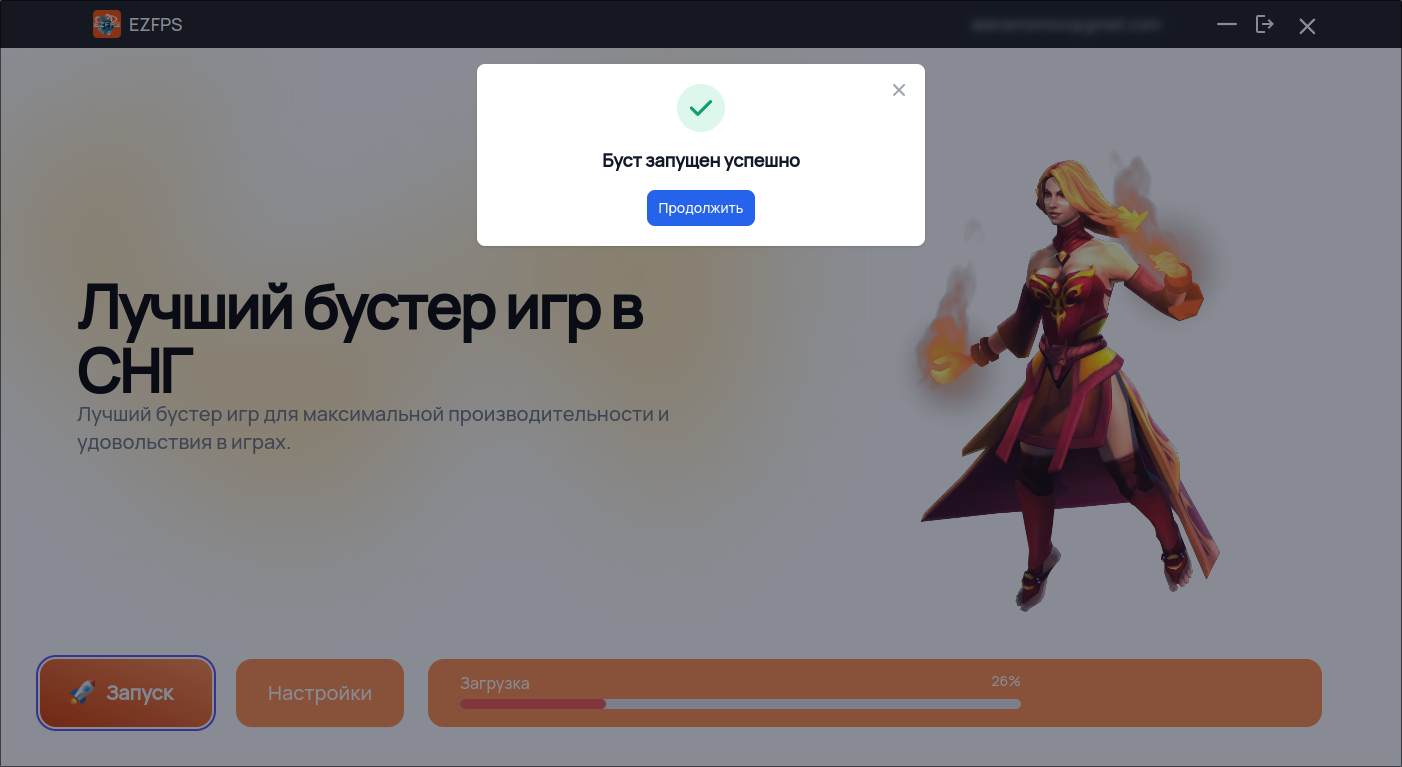 EZFPS
Буст запущен успешно
Продолжить
Лучший бустер игр в
СНГ
Лучший бустер игр для максимальной производительности и
удовольствия в играх.
Запуск
Настройки
Загрузка
26%